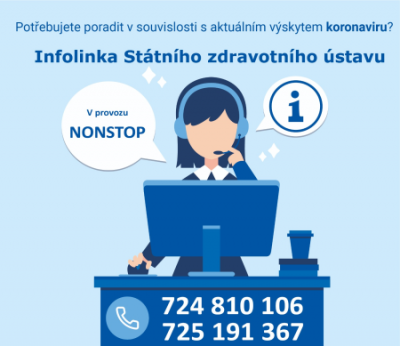 Potřebujete poradit v souvislosti s aktuálním výskytem koronaviru?
Infolinka Státního zdravotního ústavu
V provozu
NONSTOP
i
724 810 106
725 191 367